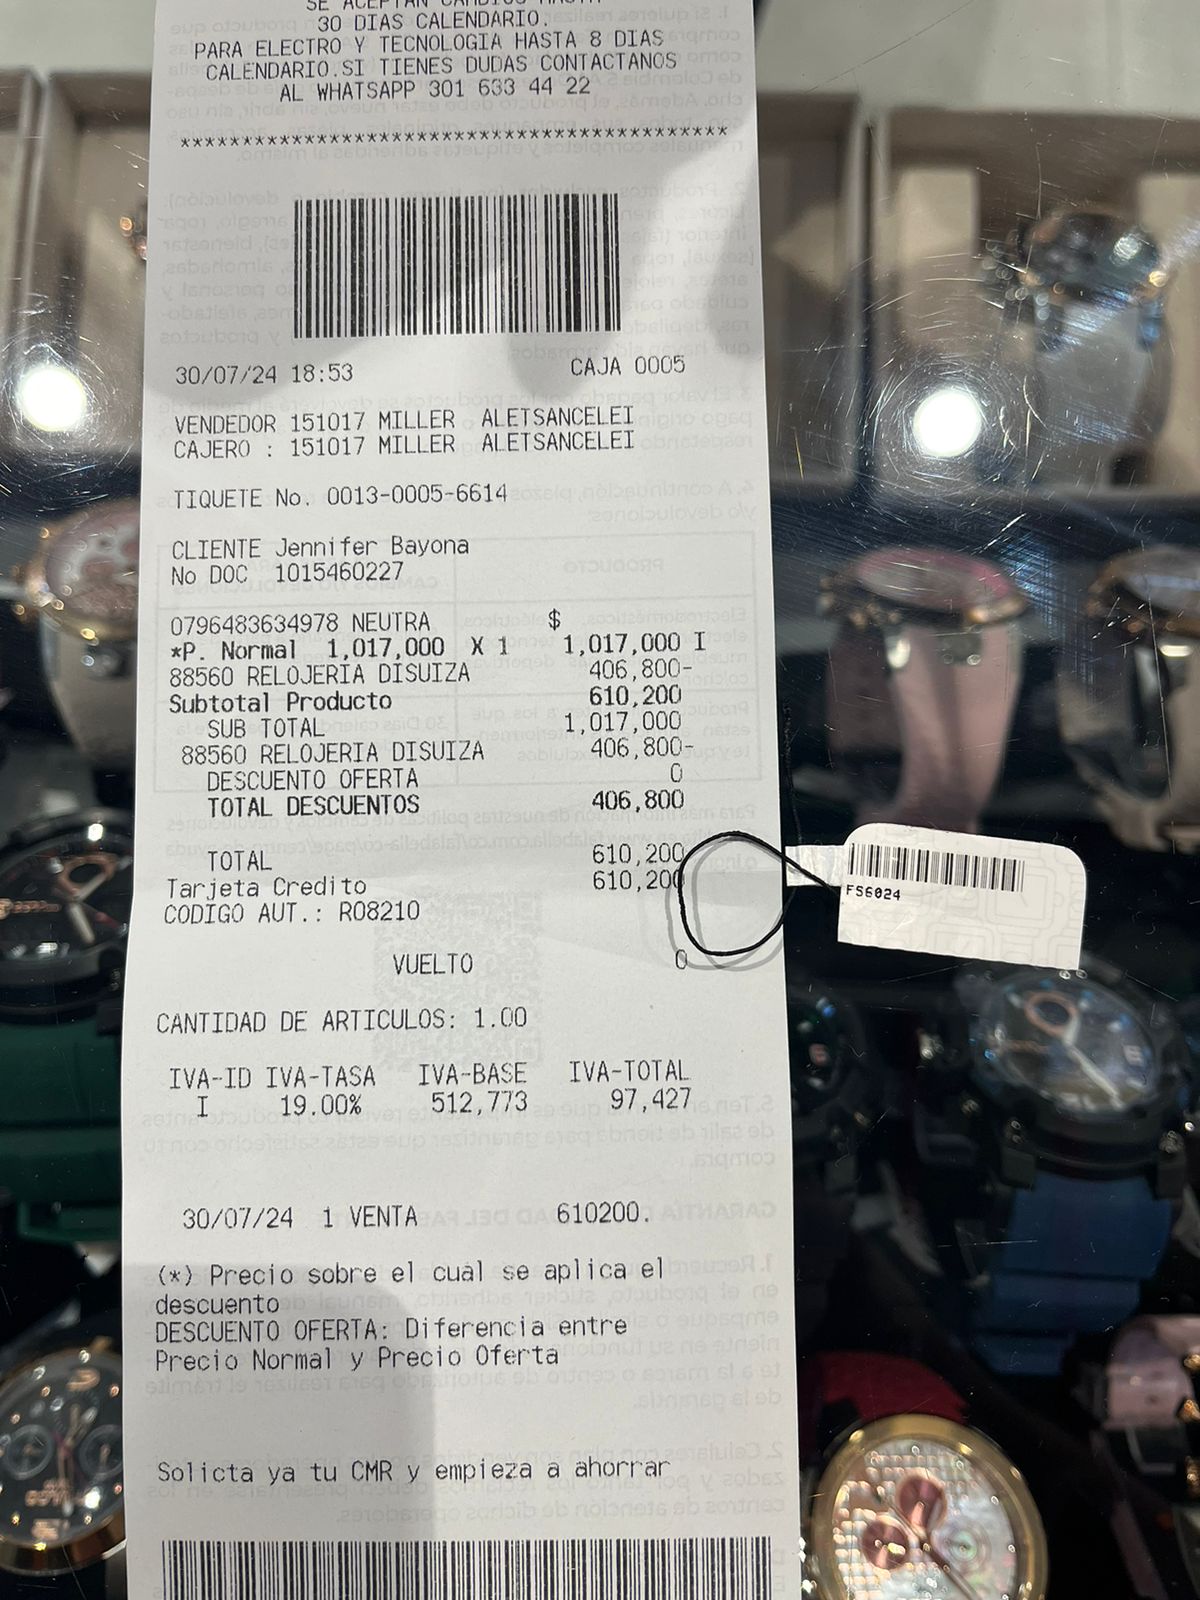 SE ACEPTAN CAMBIOS HASTA
30 DIAS CALENDARIO.
PARA ELECTRO Y TECNOLOGIA HASTA 8 DIAS
CALENDARIO.SI TIENES DUDAS CONTACTANOS
AL WHATSAPP 301 633 44 22
*******************************************
30/07/24 18:53 CAJA 0005
VENDEDOR 151017 MILLER ALETSANCELEI
CAJERO : 151017 MILLER ALETSANCELEI
TIQUETE No. 0013-0005-6614
CLIENTE Jennifer Bayona
No DOC 1015460227
0796483634978 NEUTRA $
*P. Normal 1,017,000 X 1 1,017,000 I
88560 RELOJERIA DISUIZA 406,800-
Subtotal Producto 610,200
SUB TOTAL 1,017,000
88560 RELOJERIA DISUIZA 406,800-
DESCUENTO OFERTA 0
TOTAL DESCUENTOS 406,800
TOTAL 610,200
Tarjeta Credito 610,200
CODIGO AUT.: R08210
VUELTO 0
CANTIDAD DE ARTICULOS: 1.00
IVA-ID IVA-TASA IVA-BASE IVA-TOTAL
I 19.00% 512,773 97,427
30/07/24 1 VENTA 610200.
(*) Precio sobre el cual se aplica el
descuento
DESCUENTO OFERTA: Diferencia entre
Precio Normal y Precio Oferta
Solicta ya tu CMR y empieza a ahorrar
FS6024